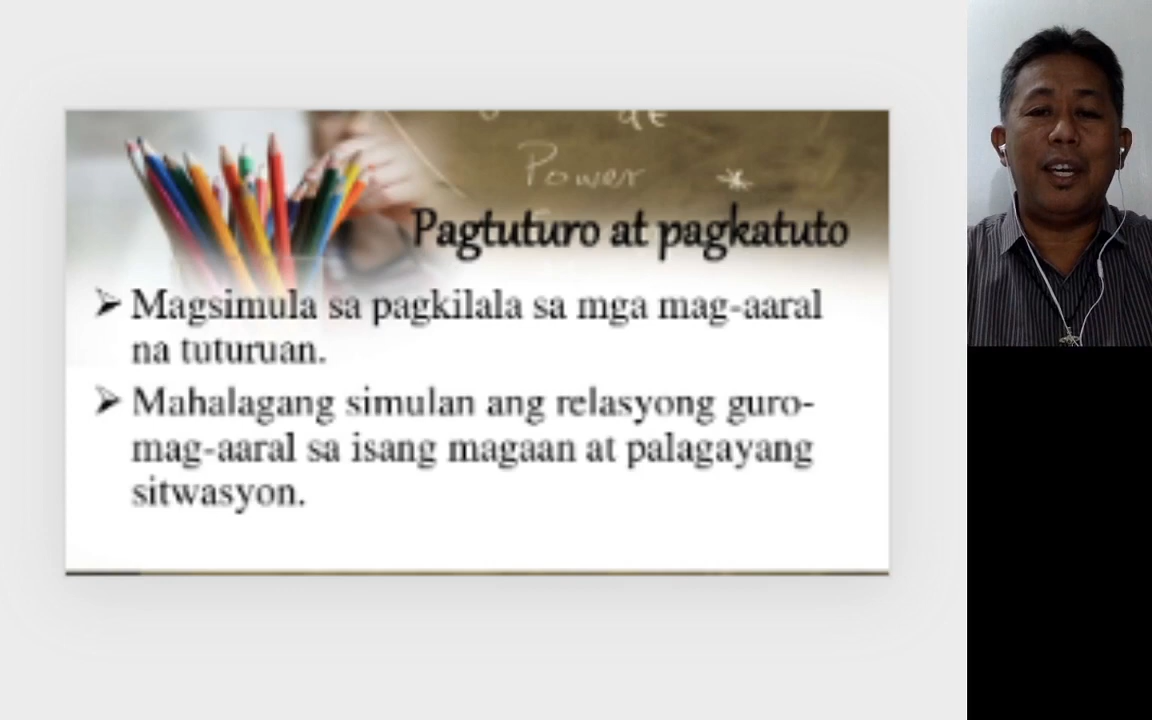 Power
Pagtuturo at pagkatuto
➢ Magsimula sa pagkilala sa mga mag-aaral
na tuturuan.
➢ Mahalagang simulan ang relasyong guro-
mag-aaral sa isang magaan at palagayang
sitwasyon.